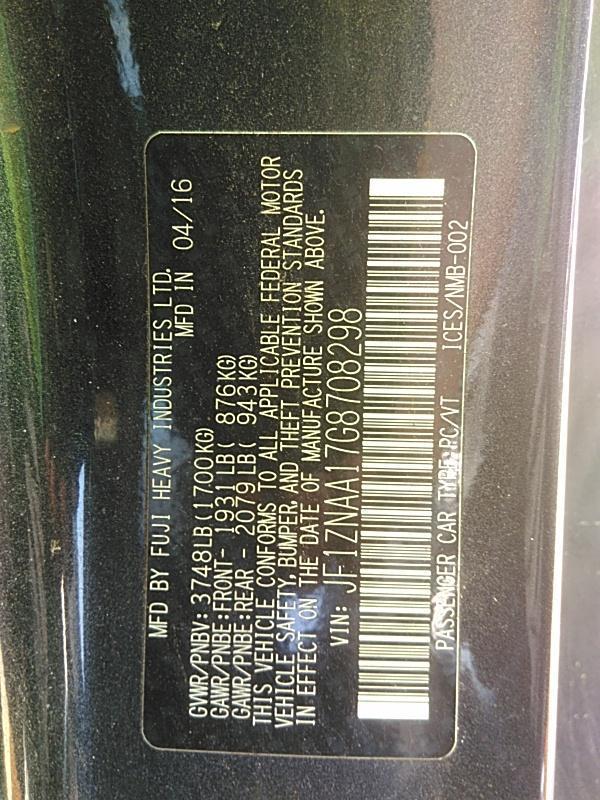 MFD BY FUJI HEAVY INDUSTRIES LTD.
MFD IN 04/16
GVWR/PNBV: 3748LB(1700KG)
GAWR/PNBE:FRONT- 1931LB( 876KG)
GAWR/PNBE:REAR - 2079LB( 943KG)
THIS VEHICLE CONFORMS TO ALL APPLICABLE FEDERAL MOTOR
VEHICLE SAFETY, BUMPER, AND THEFT PREVENTION STANDARDS
IN EFFECT ON THE DATE OF MANUFACTURE SHOWN ABOVE.
VIN: JF1ZNAA17G8708298
PASSENGER CAR TYPE:PC/VT ICES/NMB-002